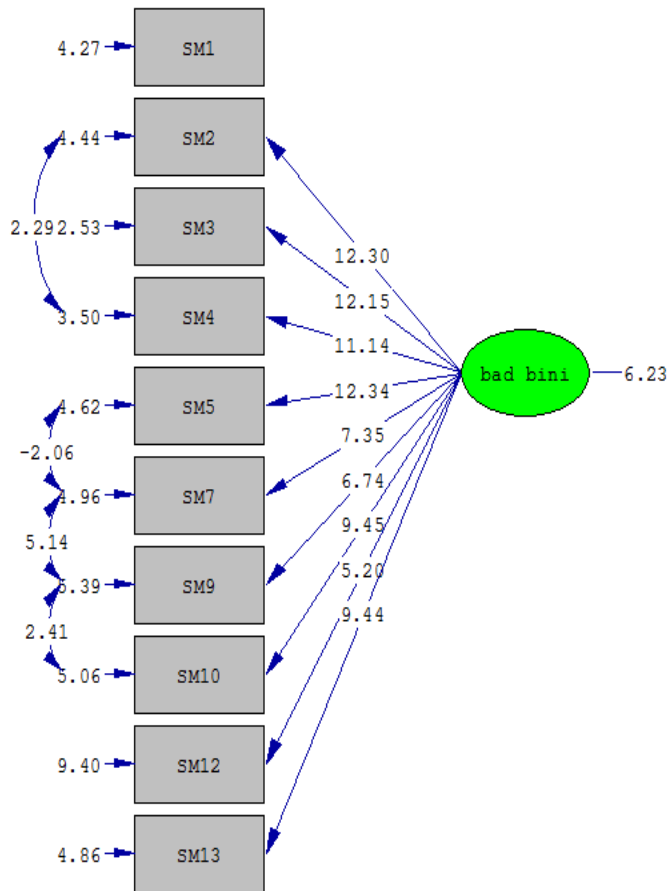 4.27 SM1
4.44 SM2
2.29 2.53 SM3
12.30
12.15
3.50 SM4
11.14
bad bini 6.23
4.62 SM5
12.34
7.35
-2.06
4.96 SM7
6.74
9.45
5.14
6.39 SM9
5.20
9.44
2.41
5.06 SM10
9.40 SM12
4.86 SM13